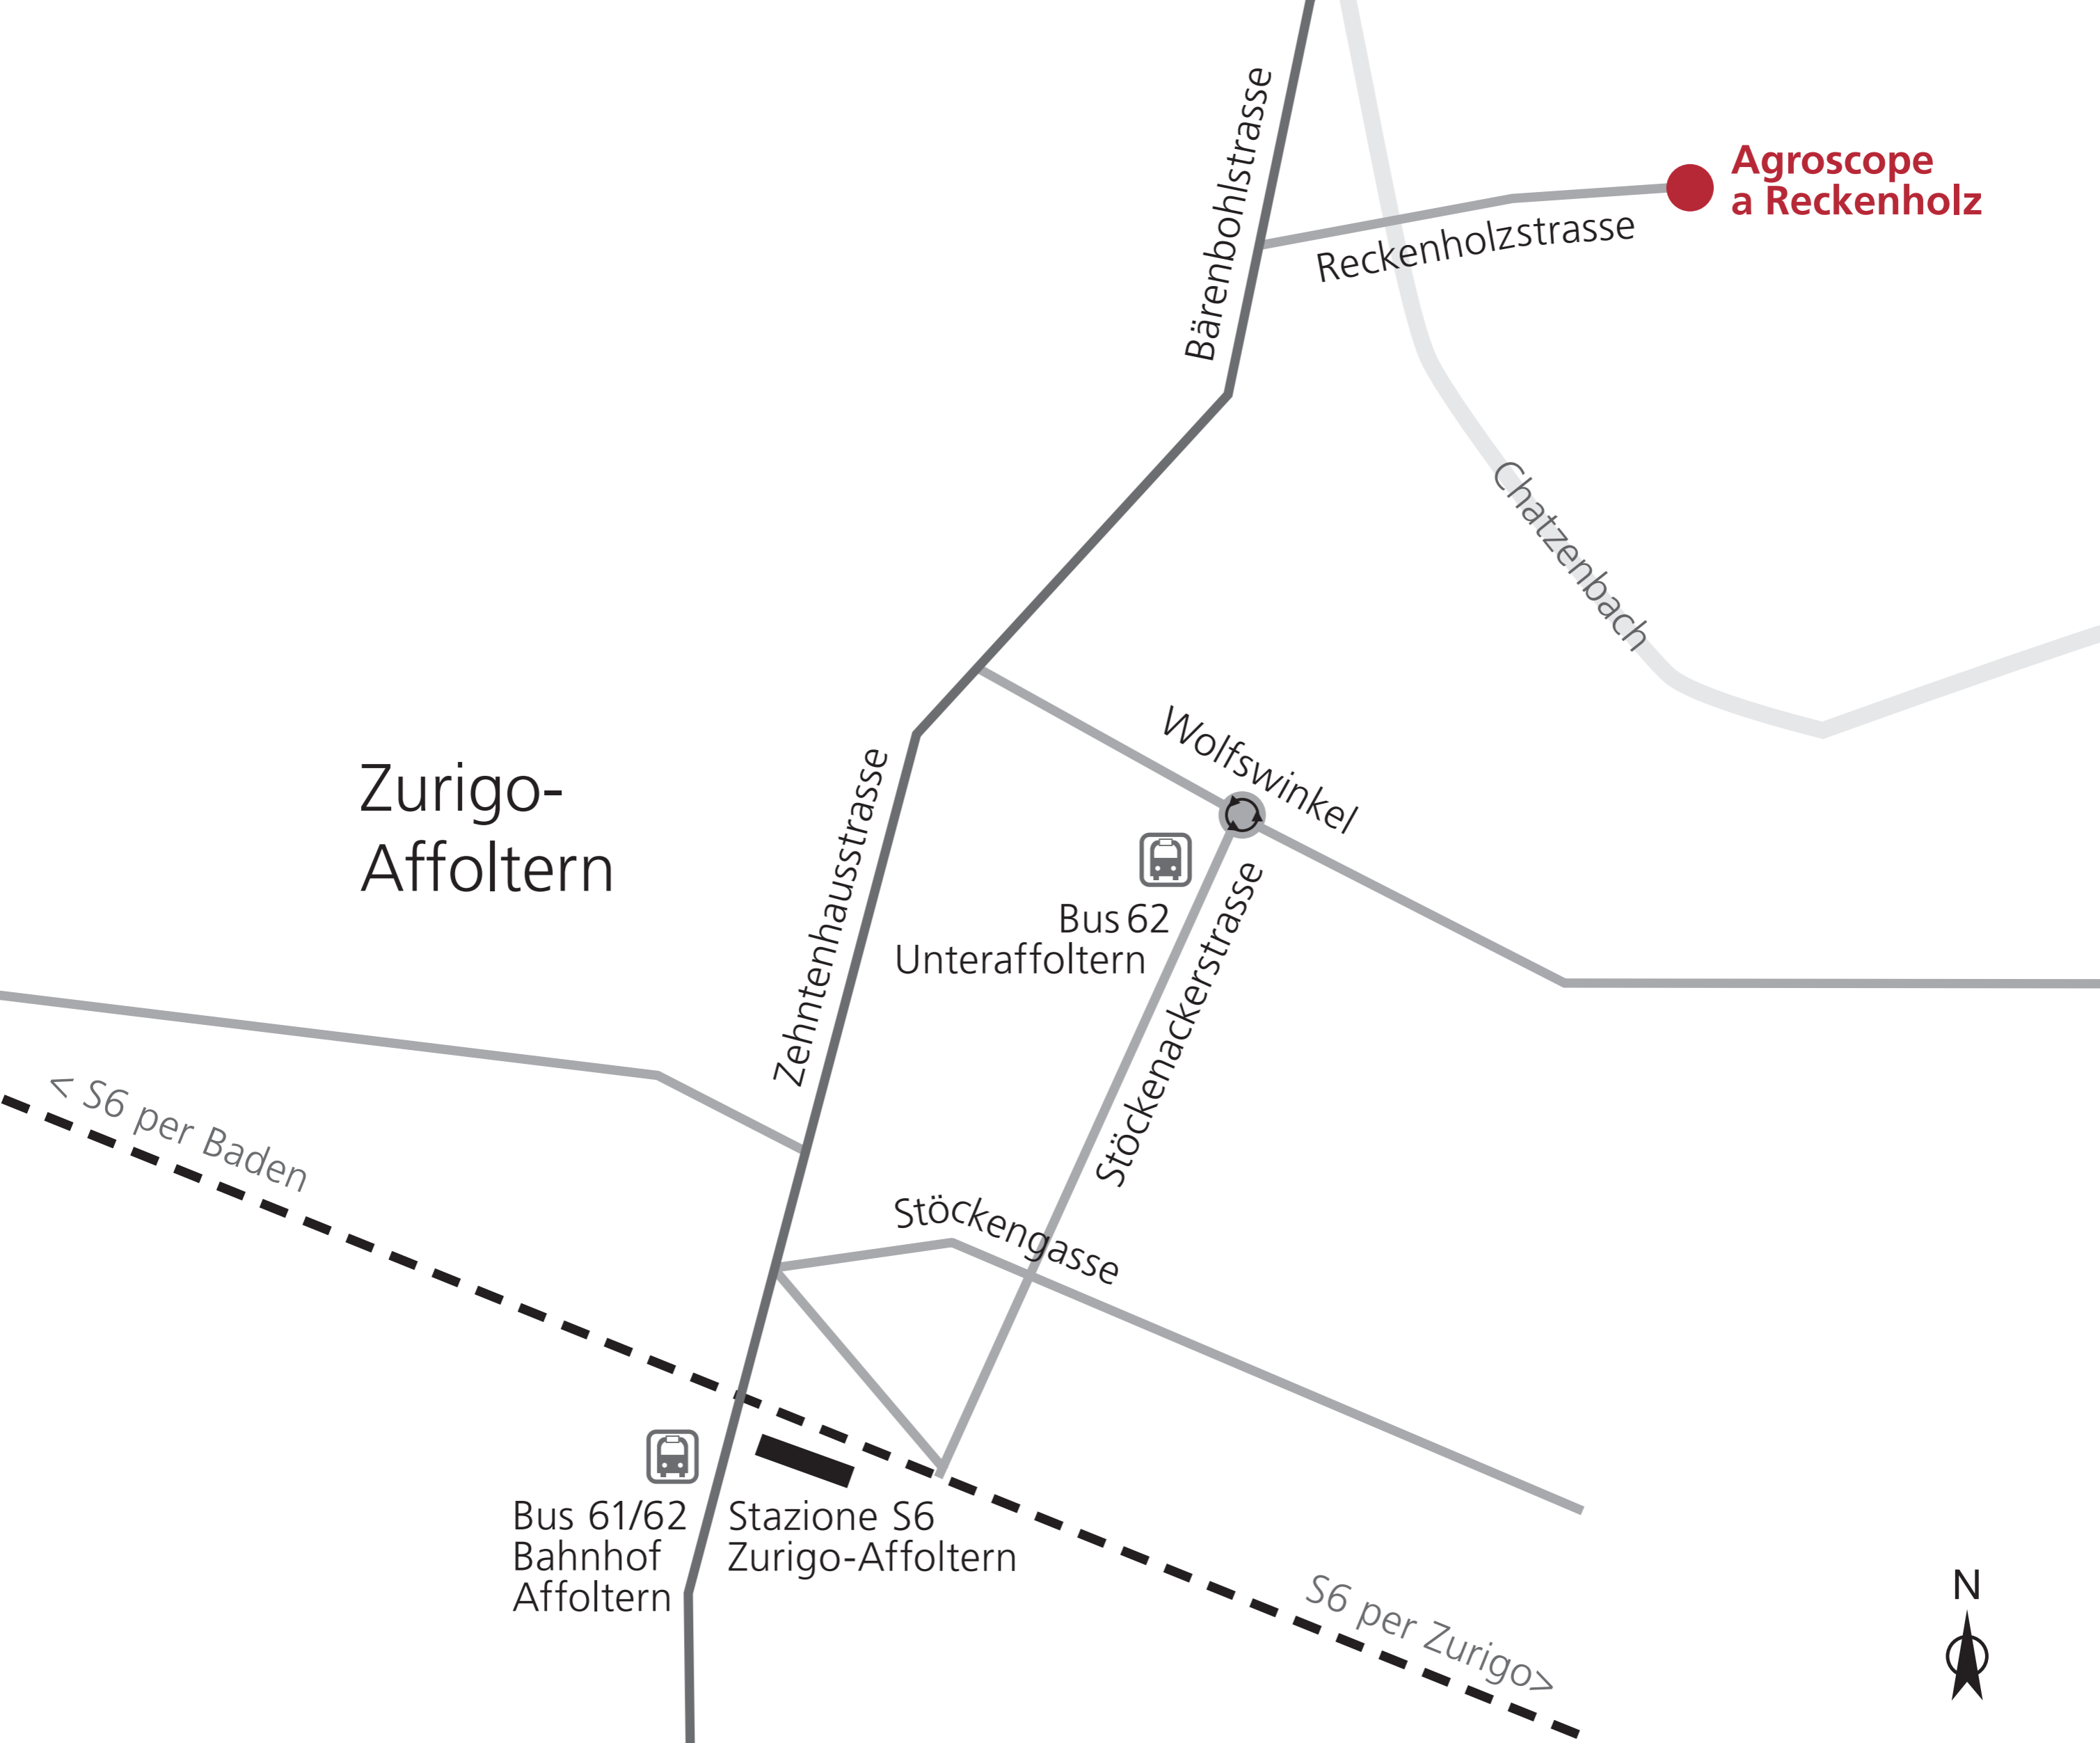 Bärenbohlstrasse
Agroscope
a Reckenholz
Reckenholzstrasse
Chatzenbach
Wolfswinkel
Zurigo-
Affoltern
Zehntenhausstrasse
Bus 62
Unteraffoltern
Stöckenackerstrasse
< S6 per Baden
Stöckengasse
Bus 61/62
Bahnhof
Affoltern
Stazione S6
Zurigo-Affoltern
S6 per Zurigo>
N